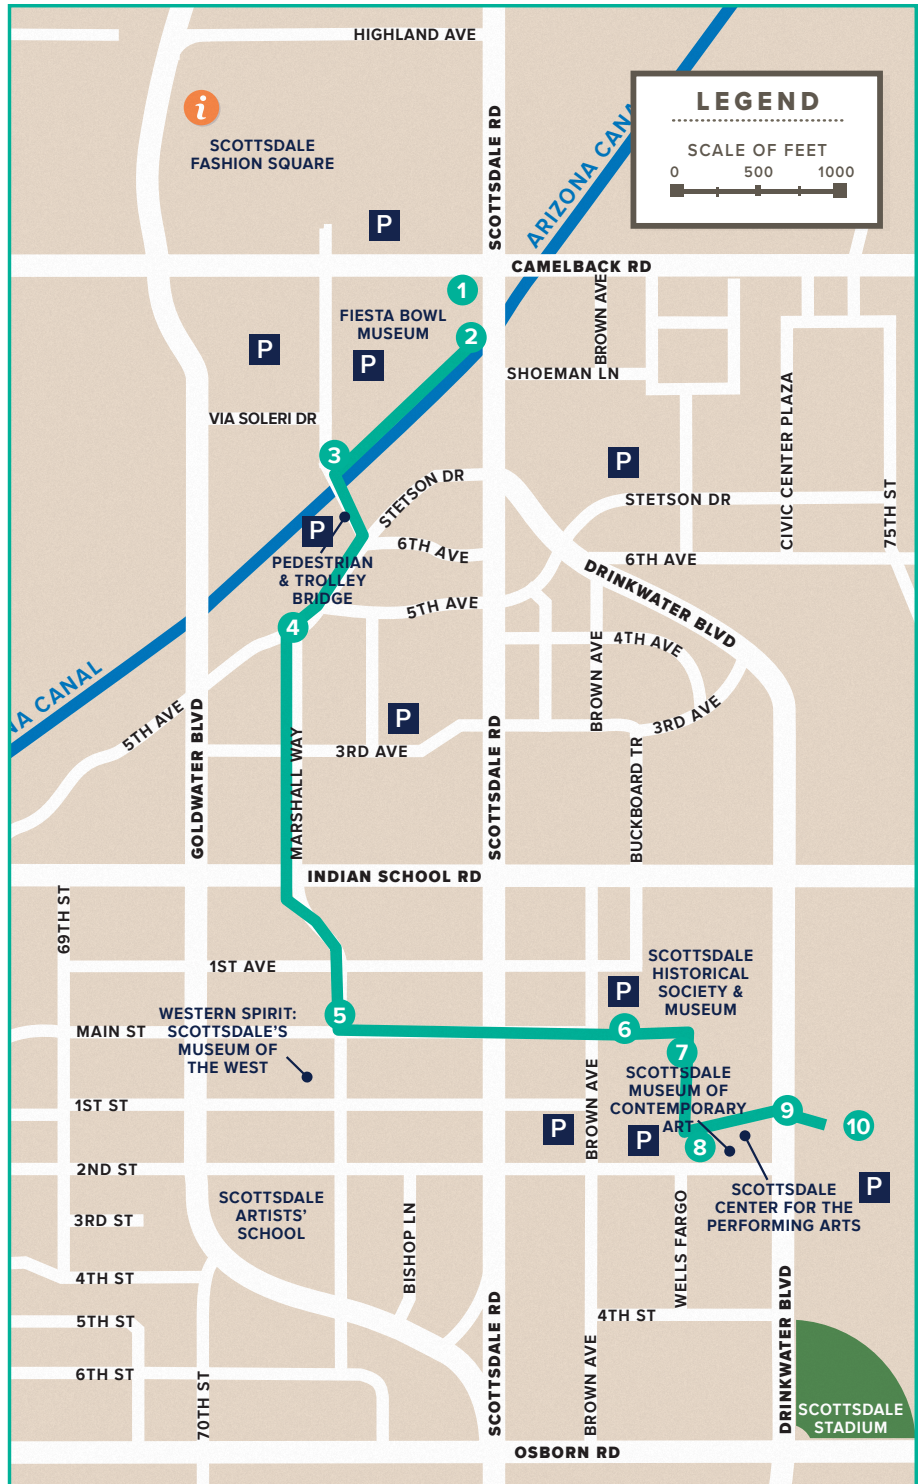 HIGHLAND AVE
LEGEND
SCALE OF FEET
0 500 1000
i
SCOTTSDALE
FASHION SQUARE
SCOTTSDALE RD
ARIZONA CANA
P
CAMELBACK RD
1
FIESTA BOWL
MUSEUM
2
BROWN AVE
P
P
SHOEMAN LN
VIA SOLERI DR
CIVIC CENTER PLAZA
3
P
STETSON DR
STETSON DR
75TH ST
P
6TH AVE
6TH AVE
PEDESTRIAN
& TROLLEY
BRIDGE
DRINKWATER BLVD
5TH AVE
4
4TH AVE
BROWN AVE
NA CANAL
5TH AVE
GOLDWATER BLVD
P
3RD AVE
3RD AVE
MARSHALL WAY
SCOTTSDALE RD
BUCKBOARD TR
INDIAN SCHOOL RD
69TH ST
1ST AVE
SCOTTSDALE
HISTORICAL
SOCIETY &
MUSEUM
P
WESTERN SPIRIT:
SCOTTSDALE'S
MUSEUM OF
THE WEST
5
MAIN ST
6
7
SCOTTSDALE
MUSEUM OF
CONTEMPORARY
ART
BROWN AVE
1ST ST
9
10
P
P
8
2ND ST
P
SCOTTSDALE
CENTER FOR THE
PERFORMING ARTS
SCOTTSDALE
ARTISTS'
SCHOOL
3RD ST
BISHOP LN
WELLS FARGO
4TH ST
4TH ST
5TH ST
SCOTTSDALE RD
DRINKWATER BLVD
6TH ST
70TH ST
BROWN AVE
SCOTTSDALE
STADIUM
OSBORN RD